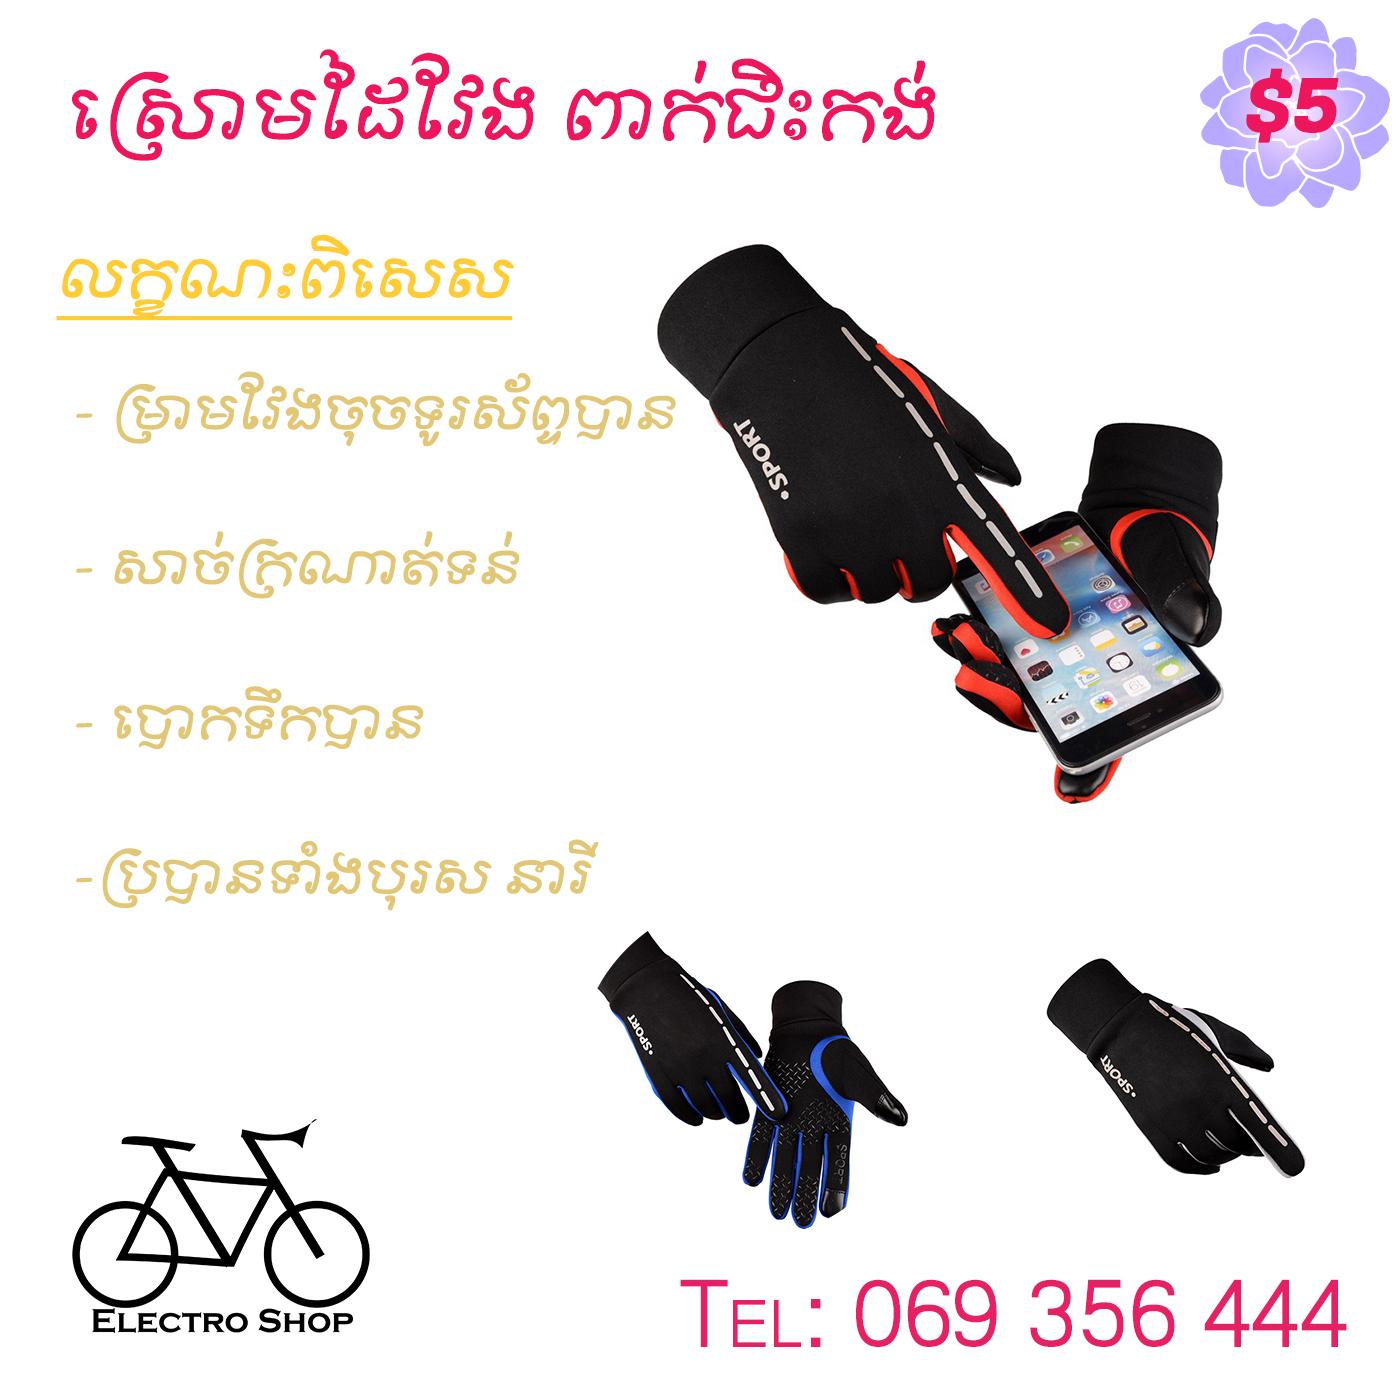 ស្រោមដៃវែង ពាក់ជិះកង់
$5
លក្ខណះពិសេស
- ម្រាមវែងចុចទូរស័ព្ទបាន
- សាច់ក្រណាត់ទន់
- បោកទឹកបាន
-ប្របានទាំងបុរស នារី
•SPORT
•SPORT
SPORT
•SPORT
ELECTRO SHOP
TEL: 069 356 444